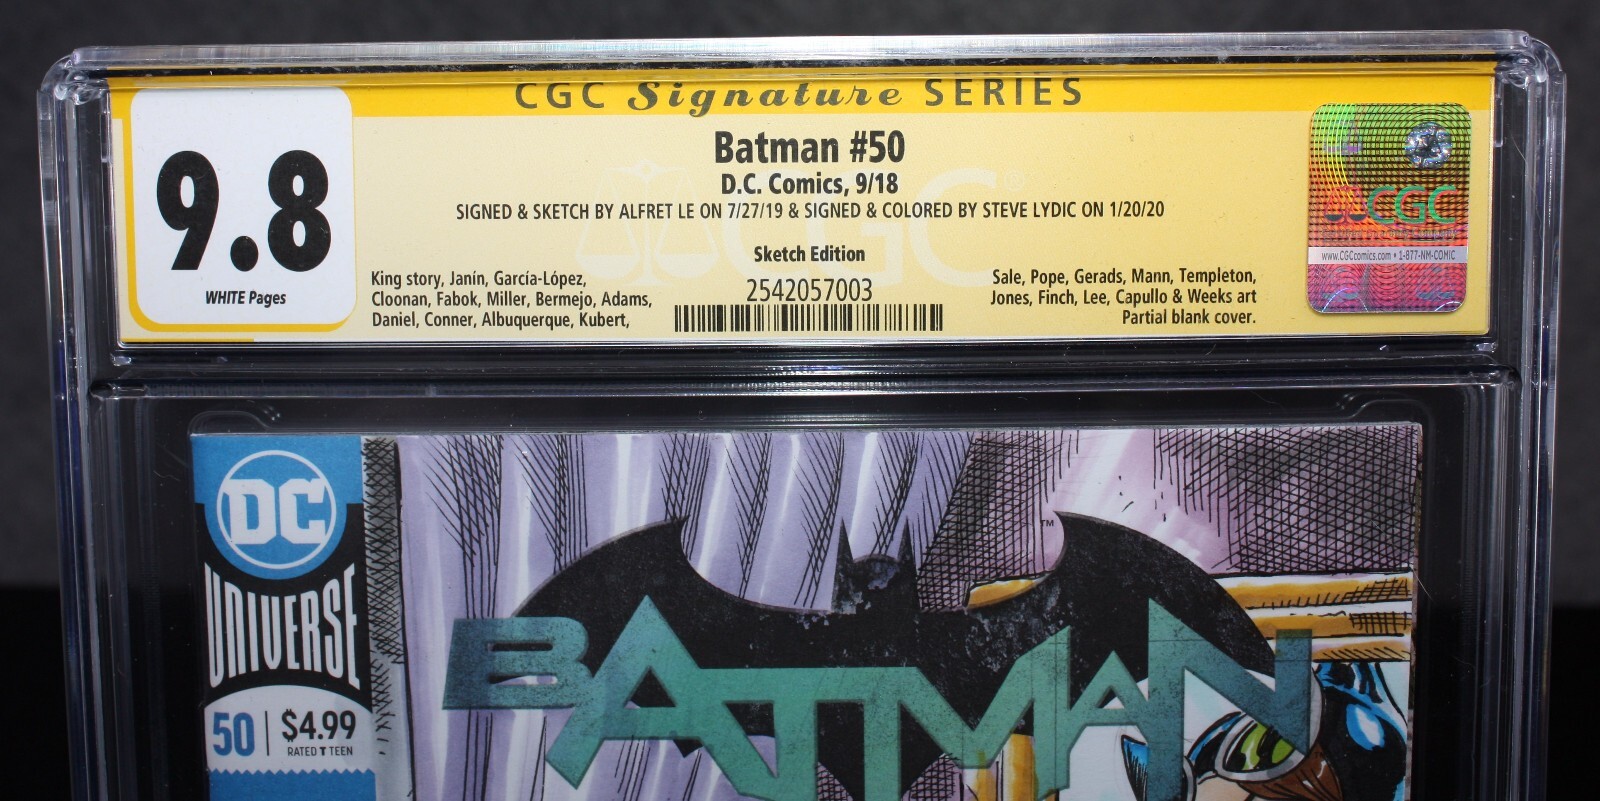 CGC Signature SERIES
9.8
WHITE Pages
Batman #50
D.C. Comics, 9/18
SIGNED & SKETCH BY ALFRET LE ON 7/27/19 & SIGNED & COLORED BY STEVE LYDIC ON 1/20/20
Sketch Edition
King story, Janín, García-López,
Cloonan, Fabok, Miller, Bermejo, Adams,
Daniel, Conner, Albuquerque, Kubert,
2542057003
Sale, Pope, Gerads, Mann, Templeton,
Jones, Finch, Lee, Capullo & Weeks art
Partial blank cover.
CGC
CGC
www.CGCcomics.com • 1-877-NM-COMIC
DC
UNIVERSE
50 | $4.99
RATED T TEEN
BATMAN
TM